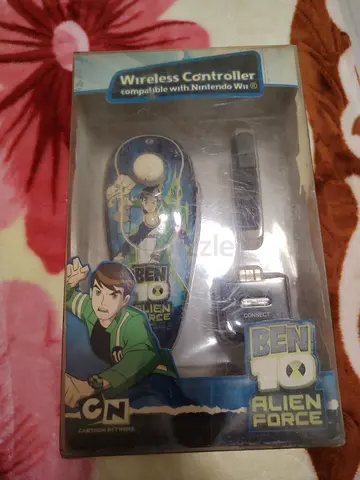 Wireless Controller
compatible with Nintendo Wii®
BEN
10
ALIEN
FORCE
CONNECT
BEN
10
ALIEN
FORCE
CN
CARTOON NETWORK